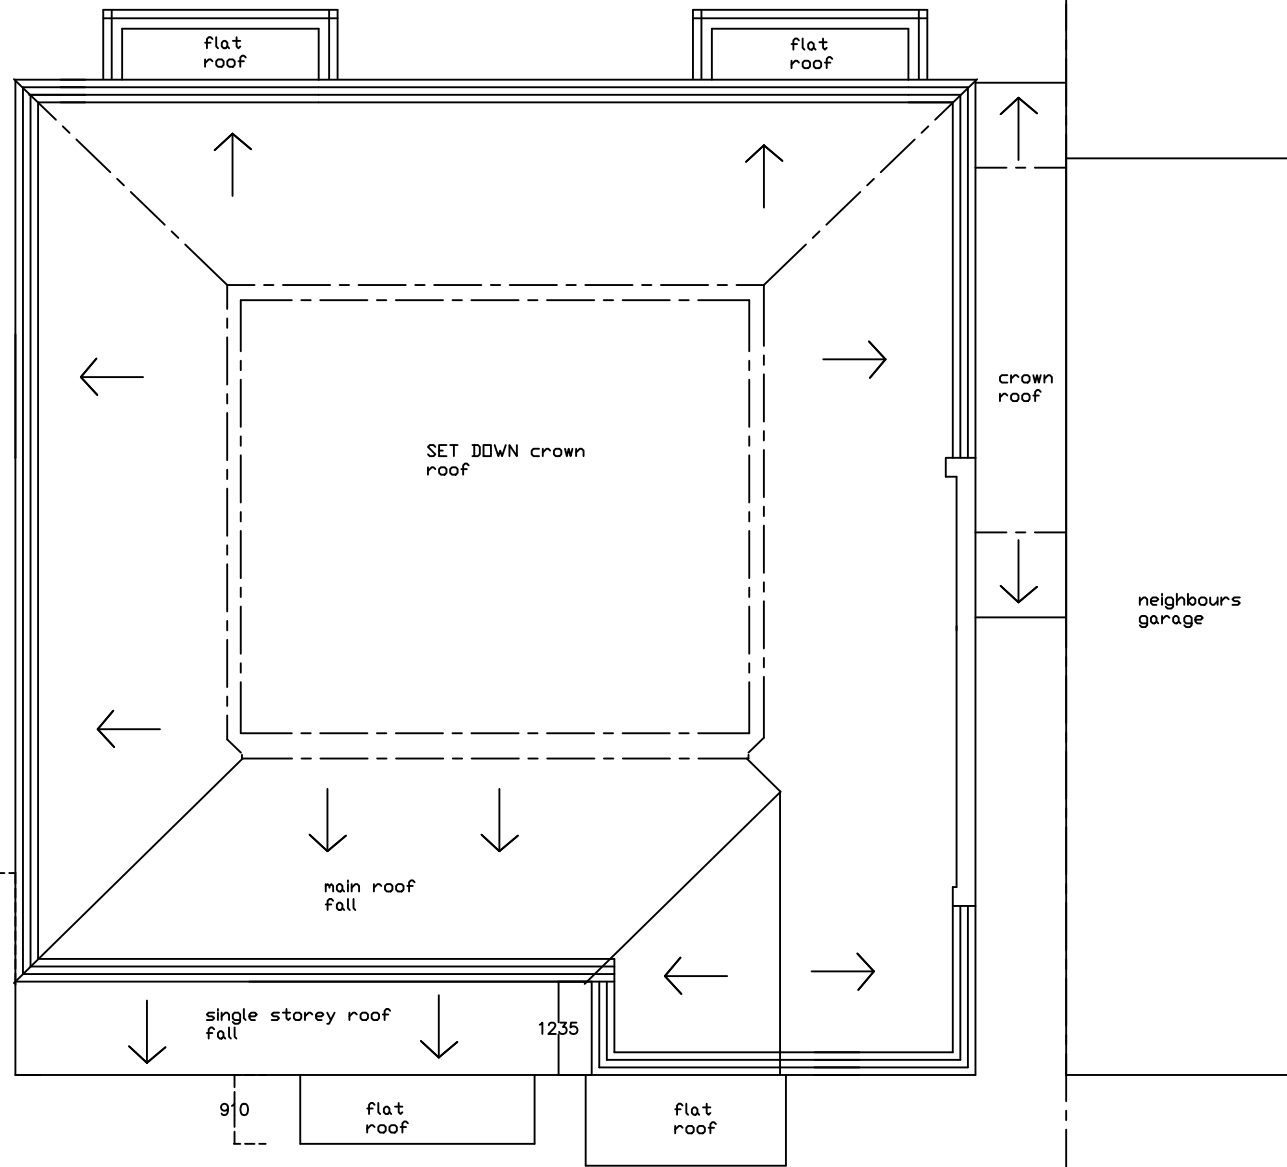 flat
roof
flat
roof
crown
roof
SET DOWN crown
roof
neighbours
garage
main roof
fall
single storey roof
fall
1235
910
flat
roof
flat
roof